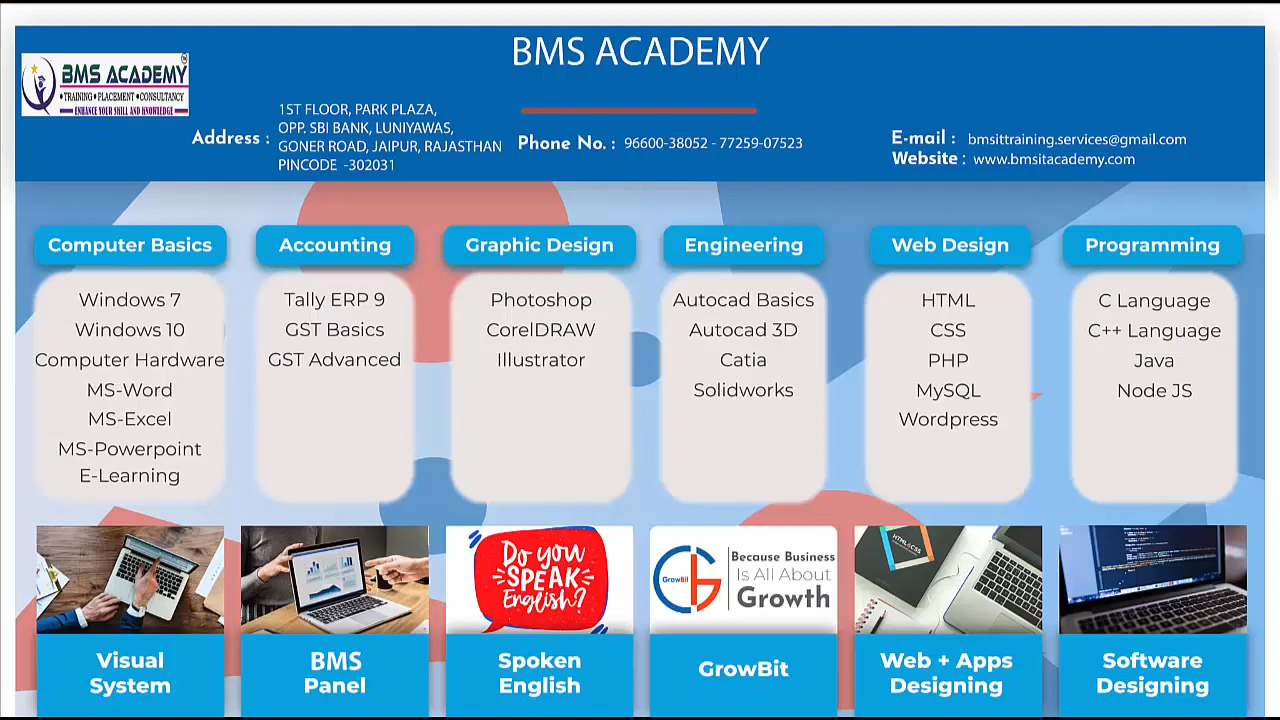 BMS ACADEMY
BMS ACADEMY
•TRAINING •PLACEMENT •CONSULTANCY
ENHANCE YOUR SKILL AND KNOWLEDGE
Address :
1ST FLOOR, PARK PLAZA,
OPP. SBI BANK, LUNIYAWAS,
GONER ROAD, JAIPUR, RAJASTHAN
PINCODE -302031
Phone No. : 96600-38052 - 77259-07523
E-mail : bmsittraining.services@gmail.com
Website : www.bmsitacademy.com
Computer Basics
Windows 7
Windows 10
Computer Hardware
MS-Word
MS-Excel
MS-Powerpoint
E-Learning
Accounting
Tally ERP 9
GST Basics
GST Advanced
Graphic Design
Photoshop
CorelDRAW
Illustrator
Engineering
Autocad Basics
Autocad 3D
Catia
Solidworks
Web Design
HTML
CSS
PHP
MySQL
Wordpress
Programming
C Language
C++ Language
Java
Node JS
Visual
System
BMS
Panel
Do you
SPEAK
English?
Spoken
English
GrowBit
Because Business
Is All About
Growth
GrowBit
HTML&CSS
Web + Apps
Designing
Software
Designing